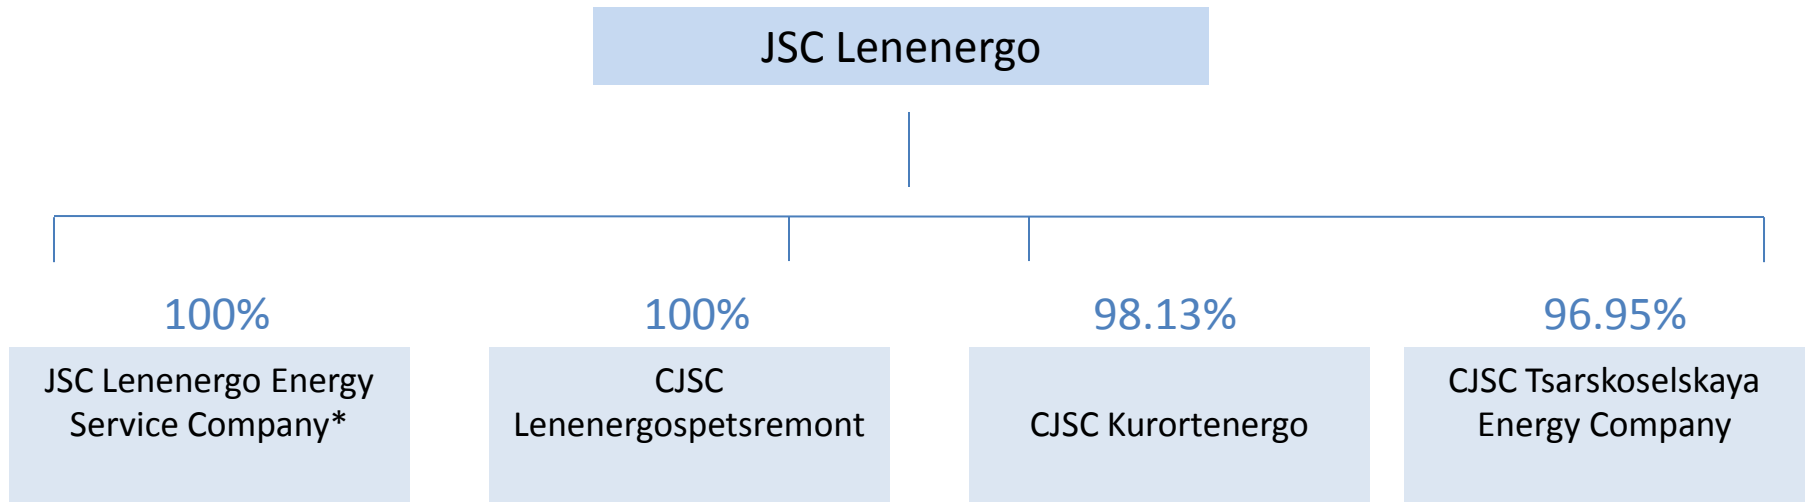 JSC Lenenergo
100%
100%
98.13%
96.95%
JSC Lenenergo Energy
Service Company*
CJSC
Lenenergospetsremont
CJSC Kurortenergo
CJSC Tsarskoselskaya
Energy Company